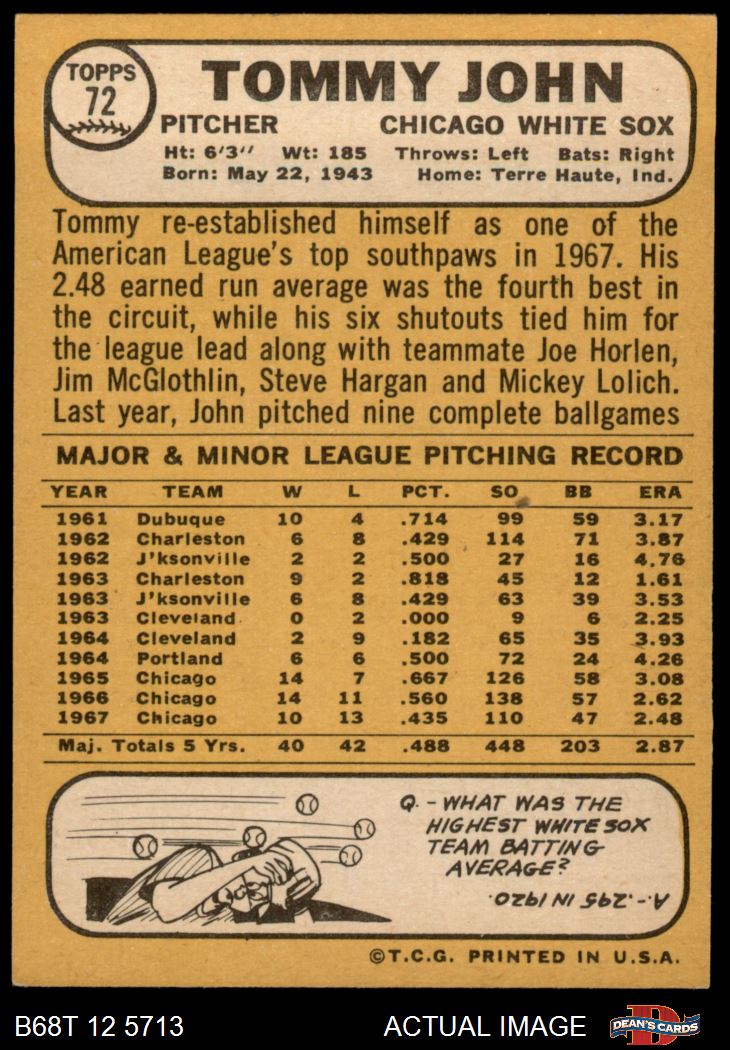 TOPPS
72
TOMMY JOHN
PITCHER CHICAGO WHITE SOX
Ht: 6'3" Wt: 185 Throws: Left Bats: Right
Born: May 22, 1943 Home: Terre Haute, Ind.
Tommy re-established himself as one of the
American League's top southpaws in 1967. His
2.48 earned run average was the fourth best in
the circuit, while his six shutouts tied him for
the league lead along with teammate Joe Horlen,
Jim McGlothlin, Steve Hargan and Mickey Lolich.
Last year, John pitched nine complete ballgames
MAJOR & MINOR LEAGUE PITCHING RECORD
YEAR TEAM W L PCT. SO BB ERA
1961 Dubuque 10 4 .714 99 59 3.17
1962 Charleston 6 8 .429 114 71 3.87
1962 J'ksonville 2 2 .500 27 16 4.76
1963 Charleston 9 2 .818 45 12 1.61
1963 J'ksonville 6 8 .429 63 39 3.53
1963 Cleveland 0 2 .000 9 6 2.25
1964 Cleveland 2 9 .182 65 35 3.93
1964 Portland 6 6 .500 72 24 4.26
1965 Chicago 14 7 .667 126 58 3.08
1966 Chicago 14 11 .560 138 57 2.62
1967 Chicago 10 13 .435 110 47 2.48
Maj. Totals 5 Yrs. 40 42 .488 448 203 2.87
Q.-WHAT WAS THE
HIGHEST WHITE SOX
TEAM BATTING
AVERAGE?
A.-.295 IN 1920.
©T.C.G. PRINTED IN U.S.A.
B68T 12 5713 ACTUAL IMAGE
D
DEAN'S CARDS